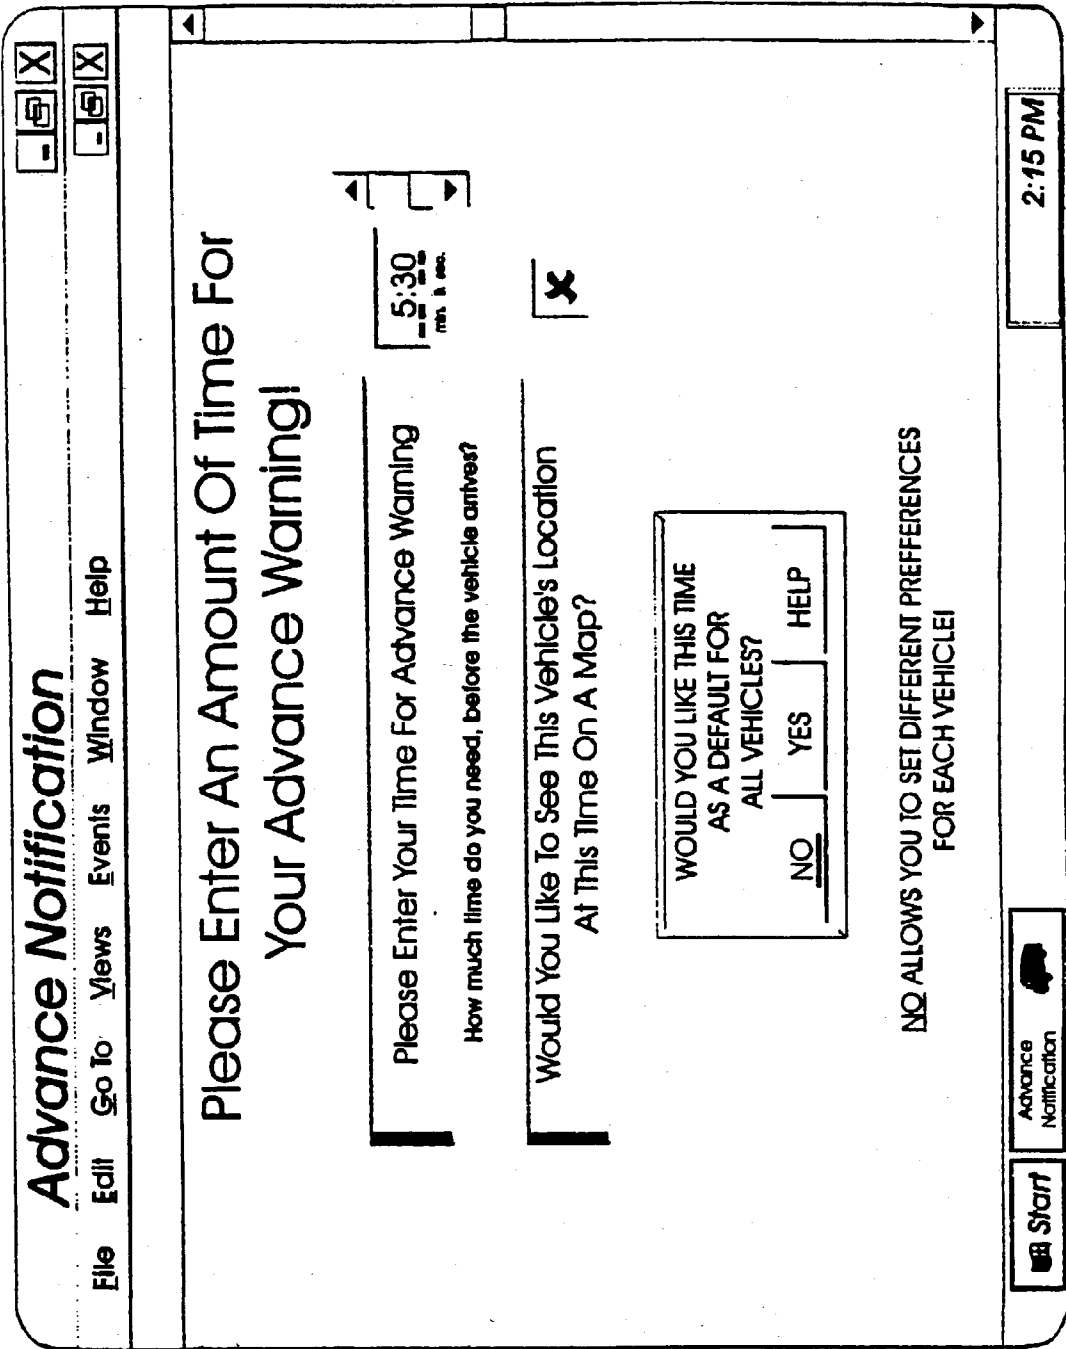 Advance Notification
File Edit Go To Views Events Window Help
Please Enter An Amount Of Time For
Your Advance Warning!
Please Enter Your Time For Advance Warning
5:30
min. & sec.
How much time do you need, before the vehicle arrives?
Would You Like To See This Vehicle's Location
At This Time On A Map?
X
WOULD YOU LIKE THIS TIME
AS A DEFAULT FOR
ALL VEHICLES?
NO YES HELP
NO ALLOWS YOU TO SET DIFFERENT PREFFERENCES
FOR EACH VEHICLE!
Start
Advance
Notification
2:15 PM